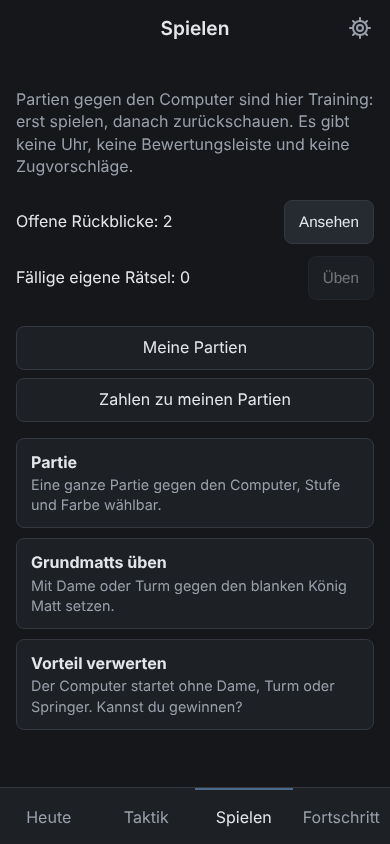 Spielen
Partien gegen den Computer sind hier Training:
erst spielen, danach zurückschauen. Es gibt
keine Uhr, keine Bewertungsleiste und keine
Zugvorschläge.
Offene Rückblicke: 2
Ansehen
Fällige eigene Rätsel: 0
Üben
Meine Partien
Zahlen zu meinen Partien
Partie
Eine ganze Partie gegen den Computer, Stufe
und Farbe wählbar.
Grundmatts üben
Mit Dame oder Turm gegen den blanken König
Matt setzen.
Vorteil verwerten
Der Computer startet ohne Dame, Turm oder
Springer. Kannst du gewinnen?
Heute
Taktik
Spielen
Fortschritt